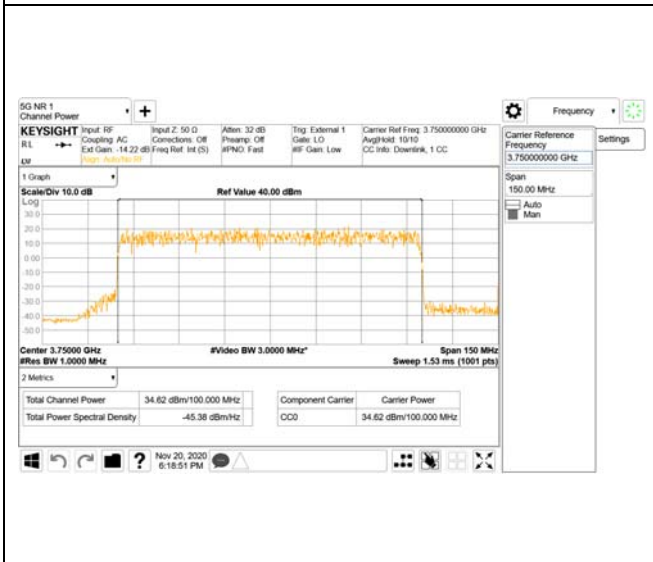 5G NR 1
Channel Power
+
Frequency
KEYSIGHT
RL
Input: RF
Coupling: AC
Ext Gain: -14.22 dB
Align: Auto/No RF
Input Z: 50 Ω
Corrections: Off
Freq Ref: Int (S)
Atten: 32 dB
Preamp: Off
#PNO: Fast
Trig: External 1
Gate: LO
#IF Gain: Low
Carrier Ref Freq: 3.750000000 GHz
Avg|Hold: 10/10
CC Info: Downlink, 1 CC
Carrier Reference
Frequency
3.750000000 GHz
Settings
Span
150.00 MHz
Auto
Man
1 Graph
Scale/Div 10.0 dB
Ref Value 40.00 dBm
Log
30.0
20.0
10.0
0.00
-10.0
-20.0
-30.0
-40.0
-50.0
Center 3.75000 GHz
#Video BW 3.0000 MHz*
Span 150 MHz
#Res BW 1.0000 MHz
Sweep 1.53 ms (1001 pts)
2 Metrics
Total Channel Power 34.62 dBm/100.000 MHz
Total Power Spectral Density -45.38 dBm/Hz
Component Carrier Carrier Power
CC0 34.62 dBm/100.000 MHz
?
Nov 20, 2020
6:18:51 PM